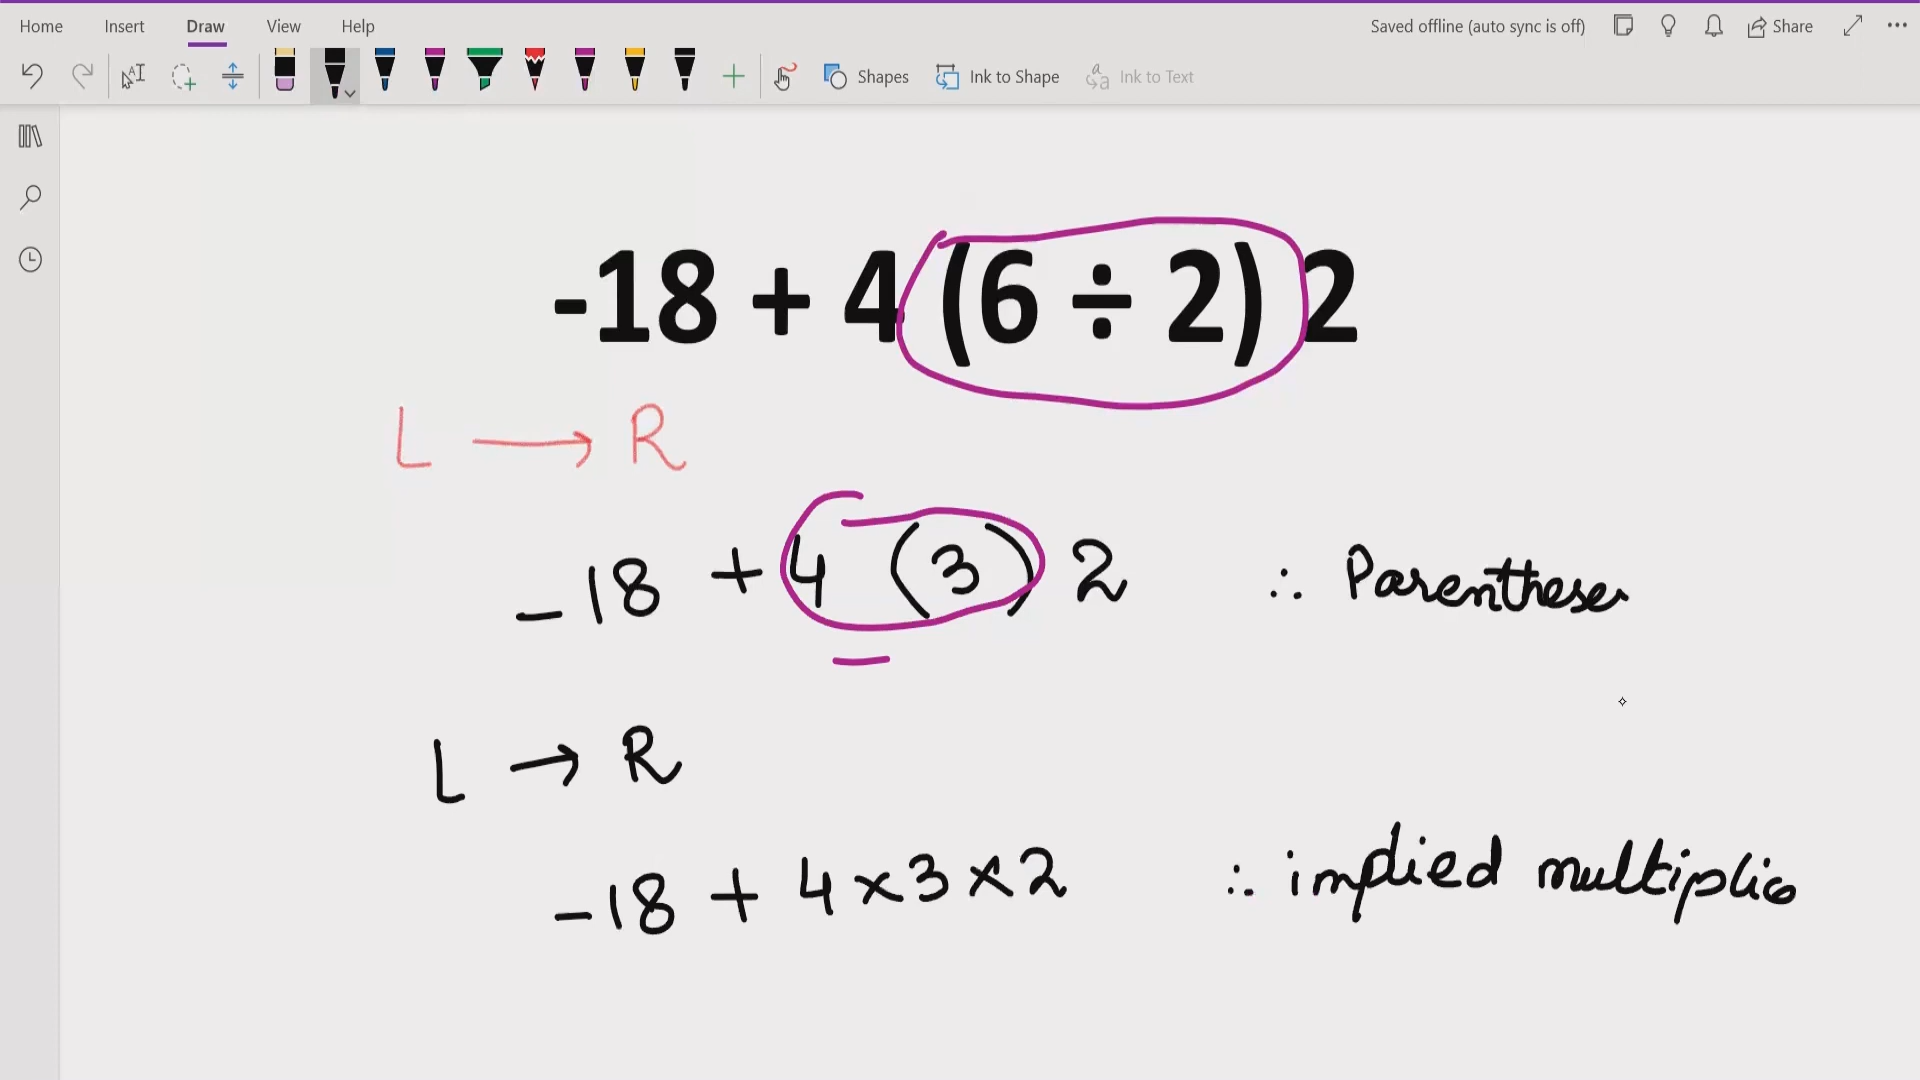 Home Insert Draw View Help Saved offline (auto sync is off) Share
Shapes Ink to Shape Ink to Text
-18 + 4 (6 ÷ 2) 2
L → R
-18 + 4 (3) 2 ∴ Parentheses
L → R
-18 + 4 × 3 × 2 ∴ implied multiplic